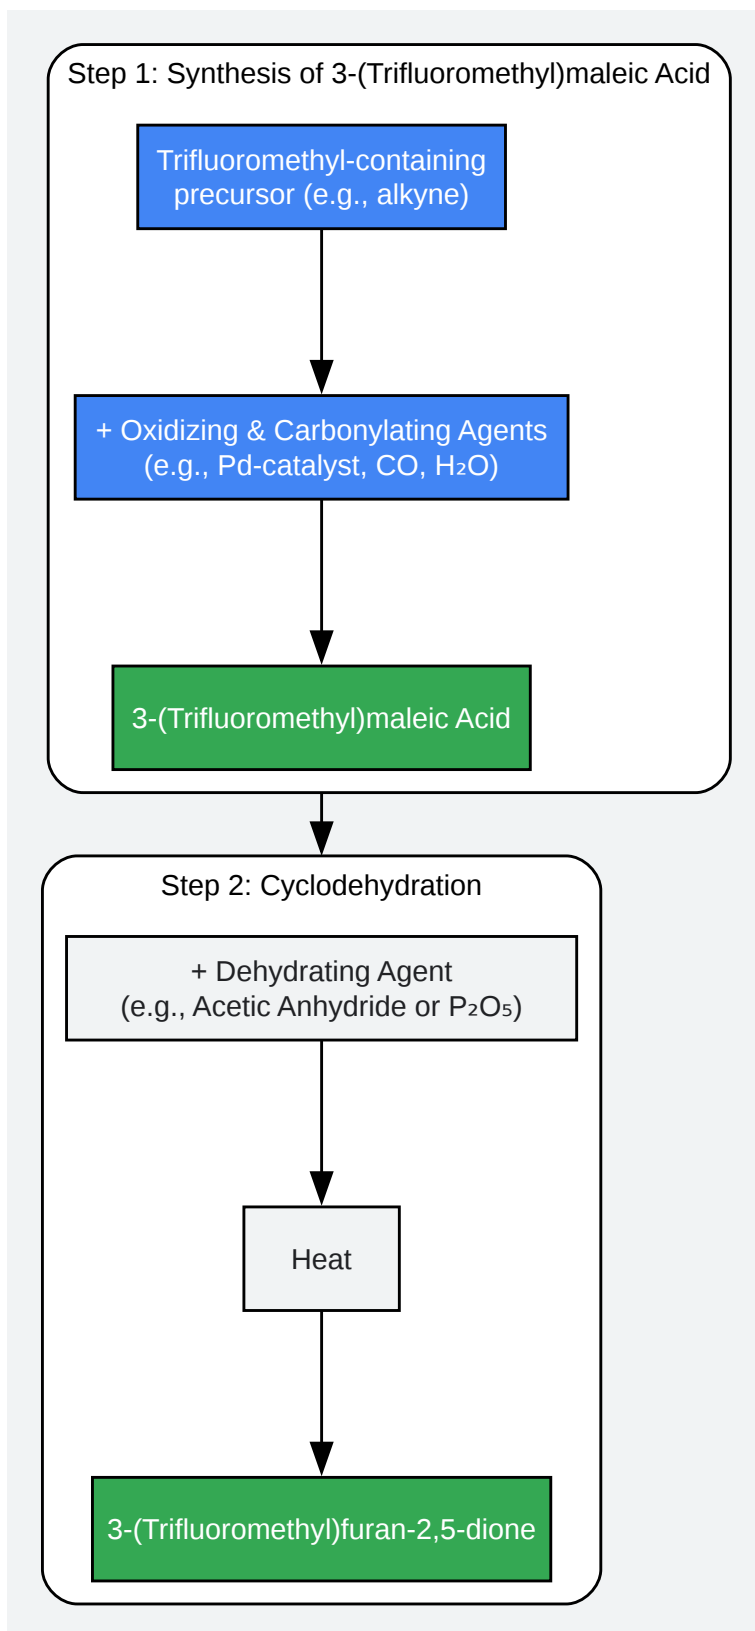 Step 1: Synthesis of 3-(Trifluoromethyl)maleic Acid
Trifluoromethyl-containing
precursor (e.g., alkyne)
+ Oxidizing & Carbonylating Agents
(e.g., Pd-catalyst, CO, H₂O)
3-(Trifluoromethyl)maleic Acid
Step 2: Cyclodehydration
+ Dehydrating Agent
(e.g., Acetic Anhydride or P₂O₅)
Heat
3-(Trifluoromethyl)furan-2,5-dione